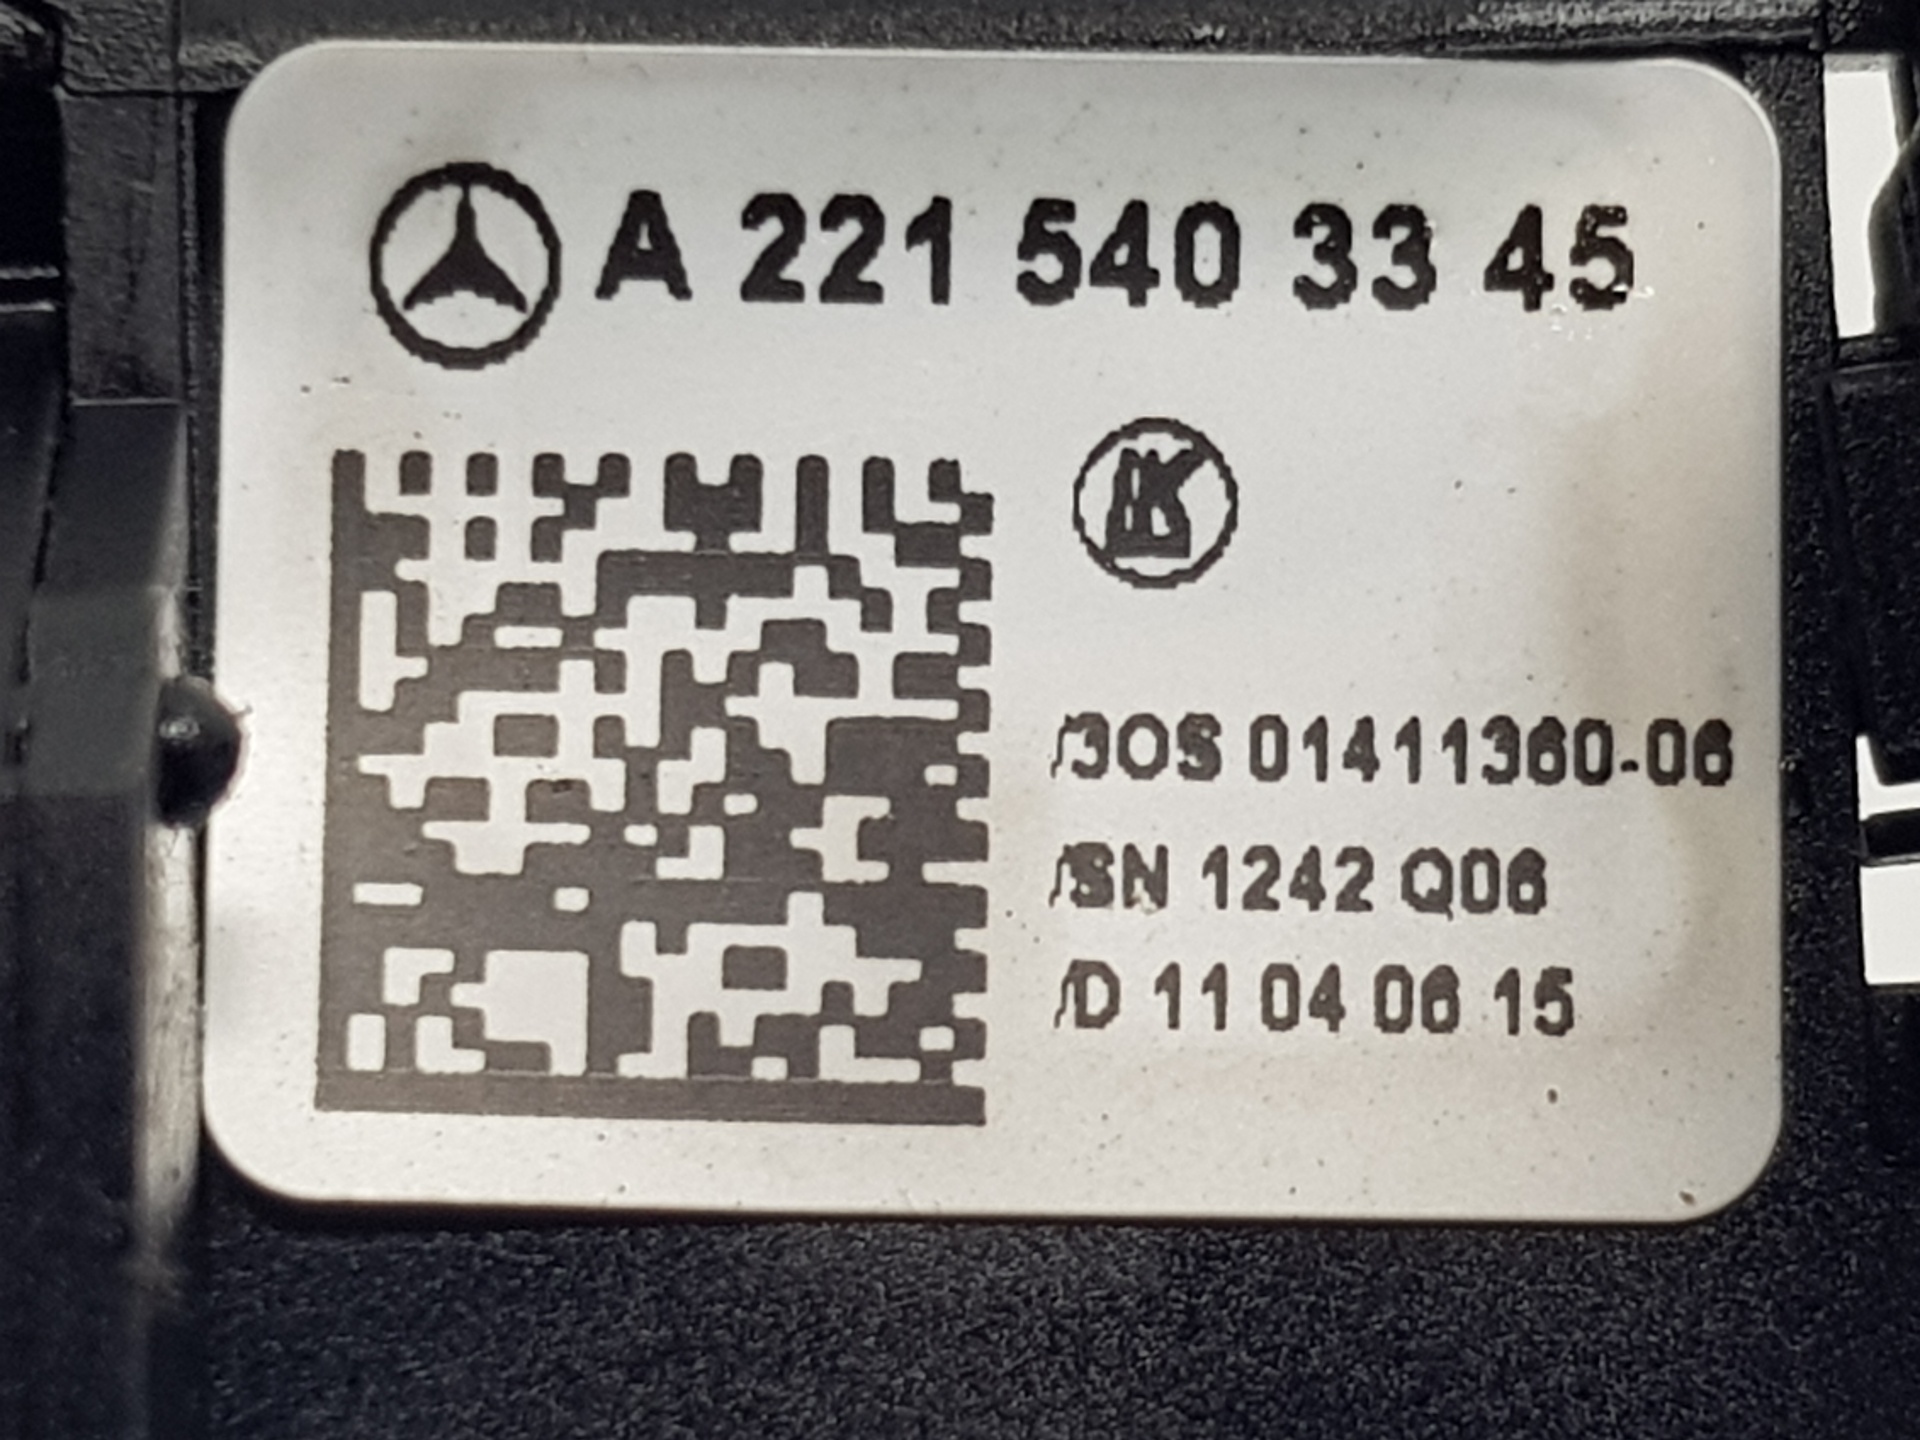 A 221 540 33 45
K
/3OS 01411360-06
/SN 1242 Q06
/D 11 04 06 15